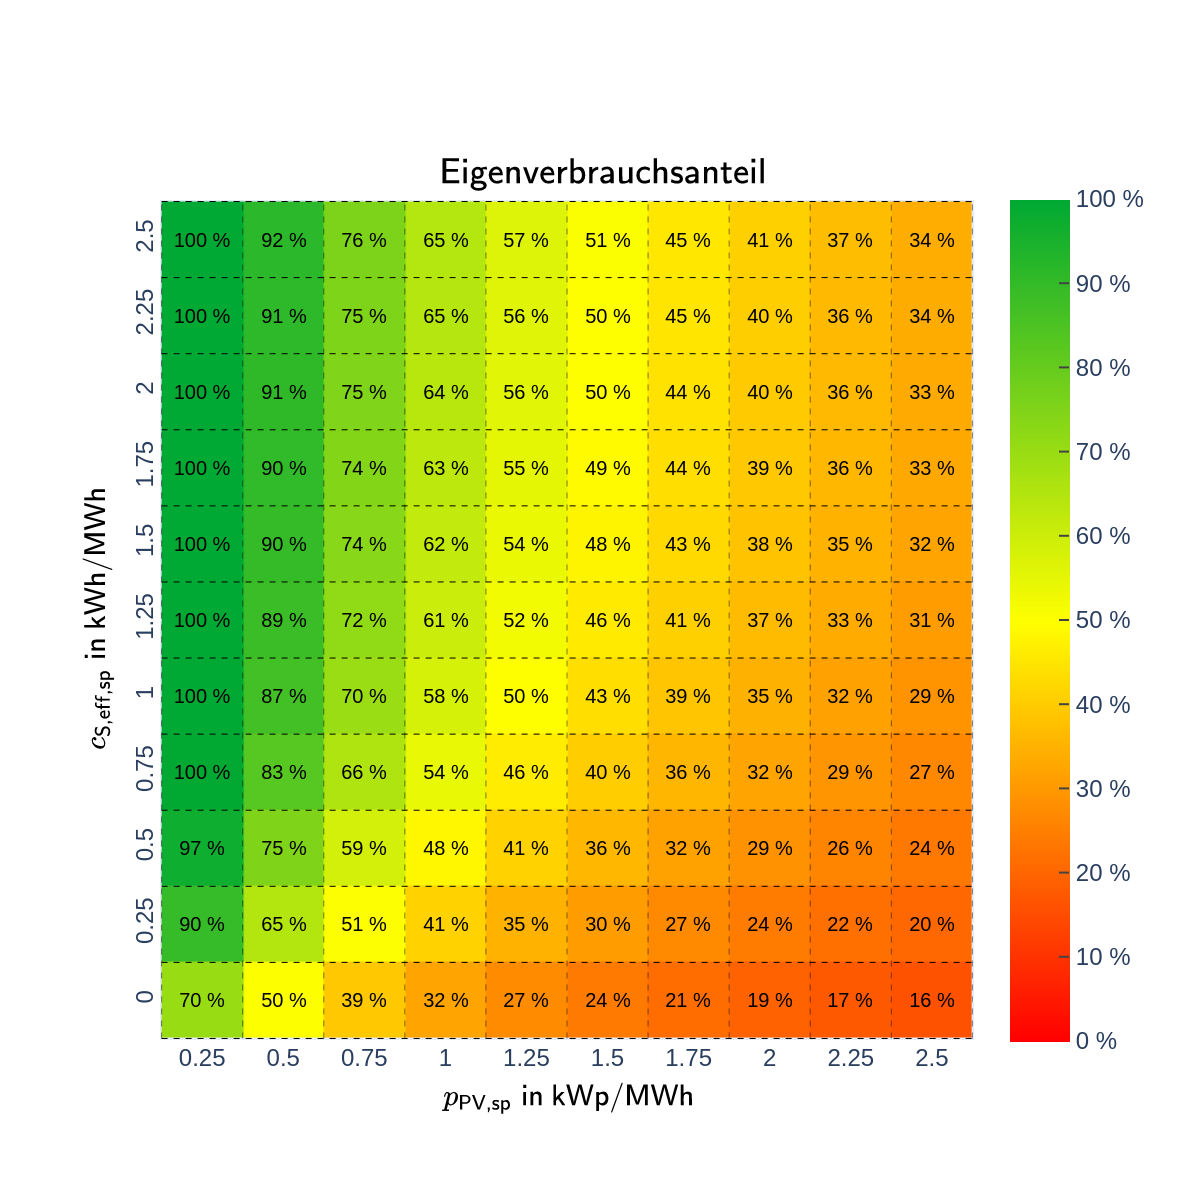 Eigenverbrauchsanteil
2.5 100 % 92 % 76 % 65 % 57 % 51 % 45 % 41 % 37 % 34 %
2.25 100 % 91 % 75 % 65 % 56 % 50 % 45 % 40 % 36 % 34 %
2 100 % 91 % 75 % 64 % 56 % 50 % 44 % 40 % 36 % 33 %
1.75 100 % 90 % 74 % 63 % 55 % 49 % 44 % 39 % 36 % 33 %
1.5 100 % 90 % 74 % 62 % 54 % 48 % 43 % 38 % 35 % 32 %
1.25 100 % 89 % 72 % 61 % 52 % 46 % 41 % 37 % 33 % 31 %
1 100 % 87 % 70 % 58 % 50 % 43 % 39 % 35 % 32 % 29 %
0.75 100 % 83 % 66 % 54 % 46 % 40 % 36 % 32 % 29 % 27 %
0.5 97 % 75 % 59 % 48 % 41 % 36 % 32 % 29 % 26 % 24 %
0.25 90 % 65 % 51 % 41 % 35 % 30 % 27 % 24 % 22 % 20 %
0 70 % 50 % 39 % 32 % 27 % 24 % 21 % 19 % 17 % 16 %
0.25 0.5 0.75 1 1.25 1.5 1.75 2 2.25 2.5
p PV,sp in kWp/MWh
c S,eff,sp in kWh/MWh
100 %
90 %
80 %
70 %
60 %
50 %
40 %
30 %
20 %
10 %
0 %